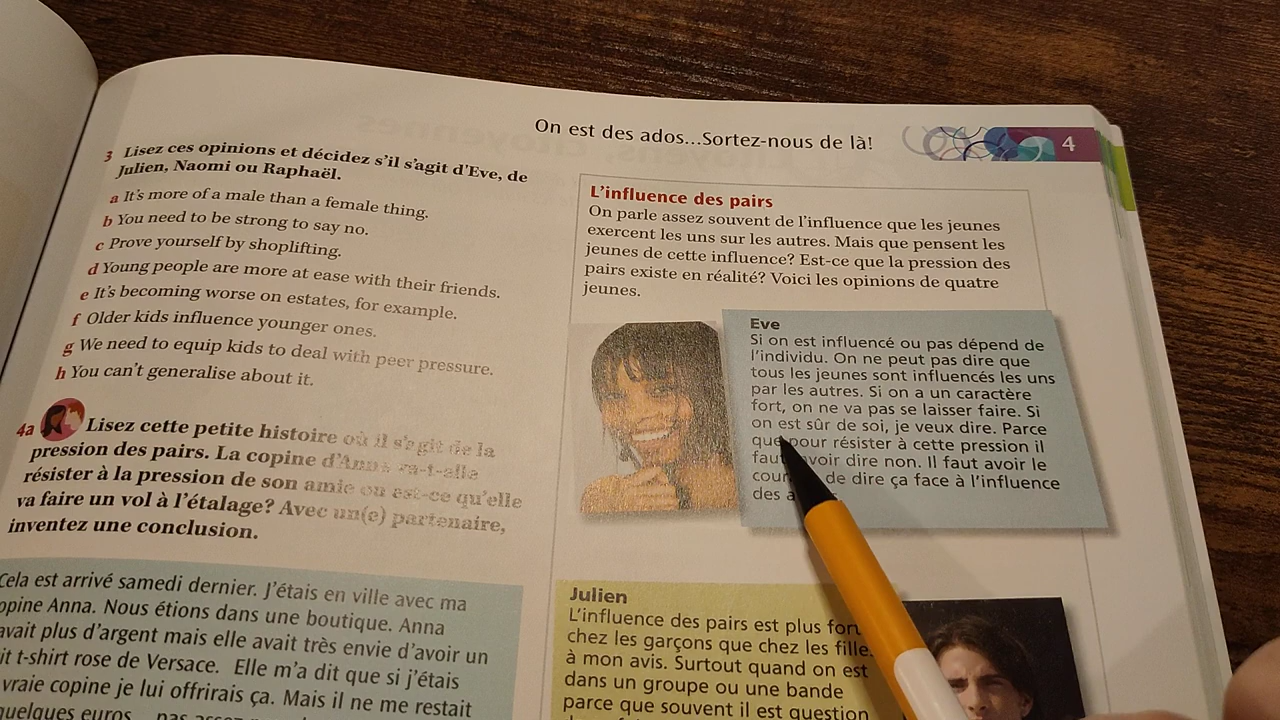 On est des ados...Sortez-nous de là!
4
3 Lisez ces opinions et décidez s'il s'agit d'Eve, de
Julien, Naomi ou Raphaël.
a It's more of a male than a female thing.
b You need to be strong to say no.
c Prove yourself by shoplifting.
d Young people are more at ease with their friends.
e It's becoming worse on estates, for example.
f Older kids influence younger ones.
g We need to equip kids to deal with peer pressure.
h You can't generalise about it.
4a Lisez cette petite histoire où il s'agit de la
pression des pairs. La copine d'Anna va-t-elle
résister à la pression de son amie ou est-ce qu'elle
va faire un vol à l'étalage? Avec un(e) partenaire,
inventez une conclusion.
Cela est arrivé samedi dernier. J'étais en ville avec ma
opine Anna. Nous étions dans une boutique. Anna
avait plus d'argent mais elle avait très envie d'avoir un
it t-shirt rose de Versace. Elle m'a dit que si j'étais
vraie copine je lui offrirais ça. Mais il ne me restait
quelques euros
L'influence des pairs
On parle assez souvent de l'influence que les jeunes
exercent les uns sur les autres. Mais que pensent les
jeunes de cette influence? Est-ce que la pression des
pairs existe en réalité? Voici les opinions de quatre
jeunes.
Eve
Si on est influencé ou pas dépend de
l'individu. On ne peut pas dire que
tous les jeunes sont influencés les uns
par les autres. Si on a un caractère
fort, on ne va pas se laisser faire. Si
on est sûr de soi, je veux dire. Parce
que pour résister à cette pression il
faut avoir dire non. Il faut avoir le
de dire ça face à l'influence
des
Julien
L'influence des pairs est plus fort
chez les garçons que chez les fille
à mon avis. Surtout quand on est
dans un groupe ou une bande
parce que souvent il est question